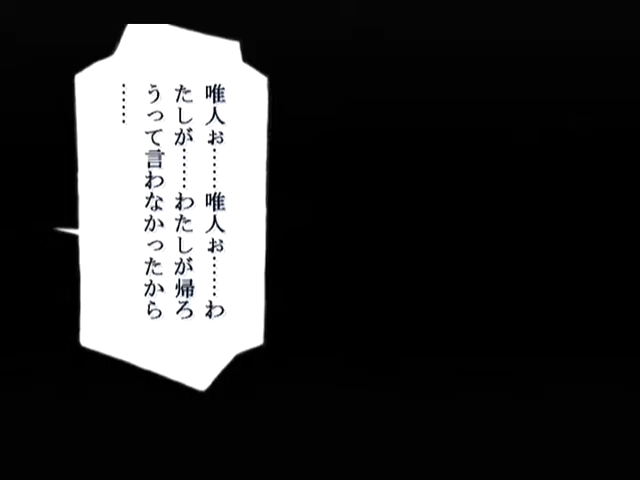 唯人ぉ……唯人ぉ……わ
たしが……わたしが帰ろ
うって言わなかったから
……